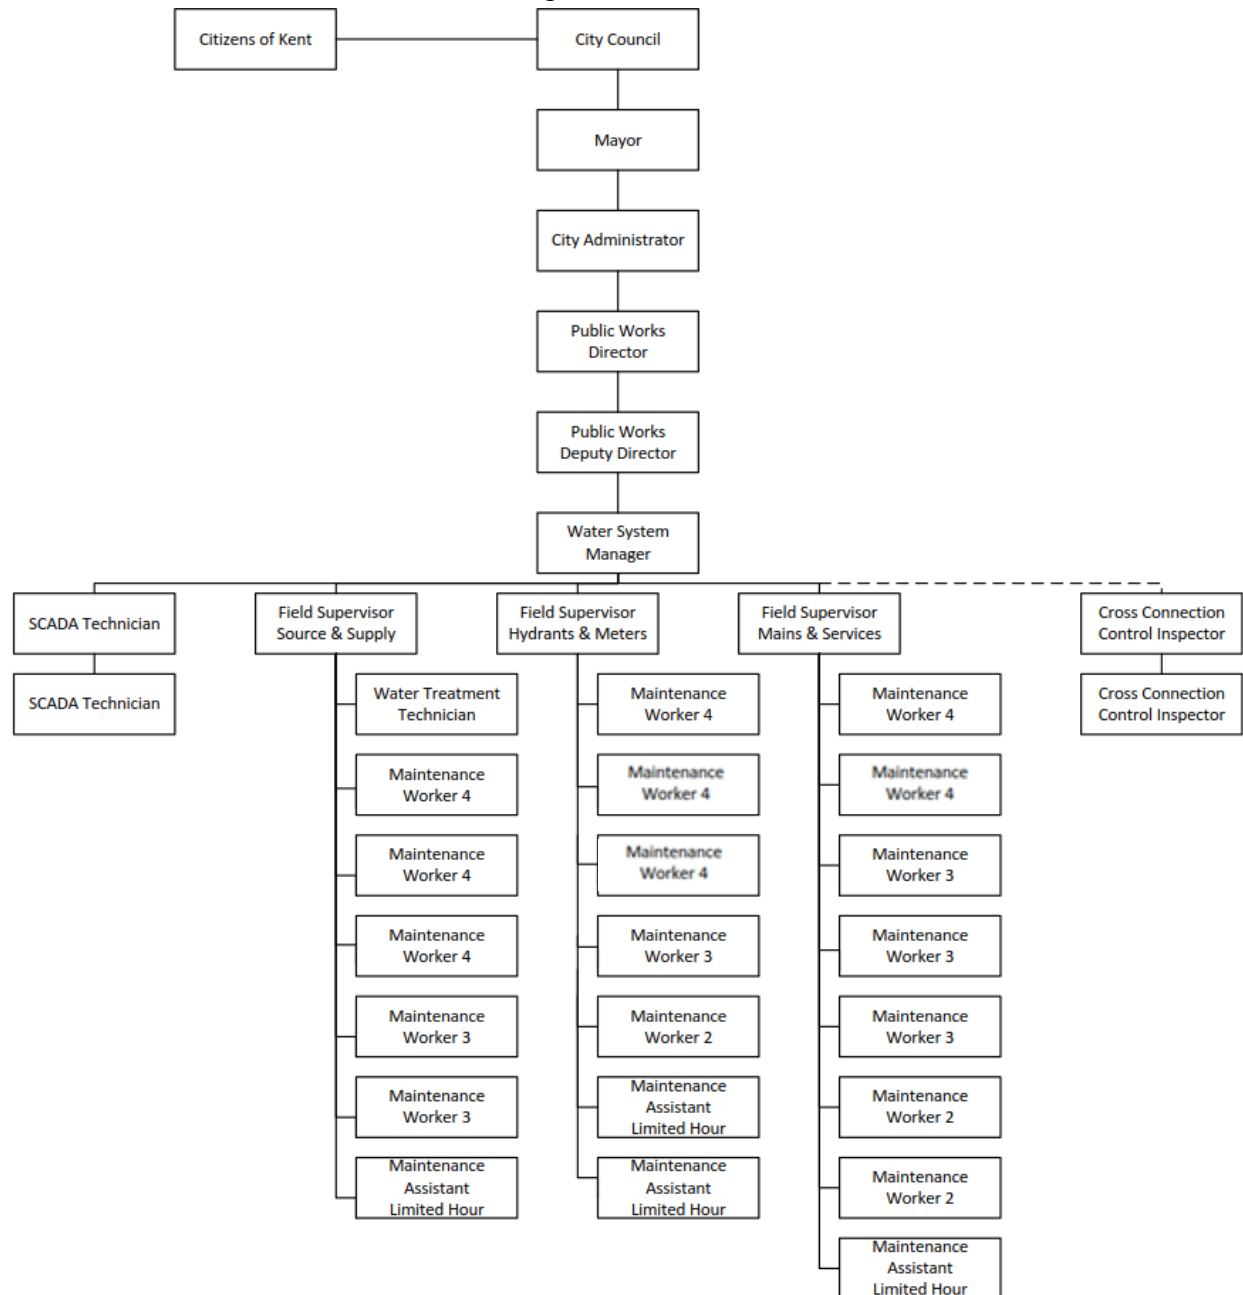 Citizens of Kent
City Council
Mayor
City Administrator
Public Works
Director
Public Works
Deputy Director
Water System
Manager
SCADA Technician
Field Supervisor
Source & Supply
Field Supervisor
Hydrants & Meters
Field Supervisor
Mains & Services
Cross Connection
Control Inspector
SCADA Technician
Water Treatment
Technician
Maintenance
Worker 4
Maintenance
Worker 4
Cross Connection
Control Inspector
Maintenance
Worker 4
Maintenance
Worker 4
Maintenance
Worker 4
Maintenance
Worker 4
Maintenance
Worker 4
Maintenance
Worker 3
Maintenance
Worker 4
Maintenance
Worker 3
Maintenance
Worker 3
Maintenance
Worker 3
Maintenance
Worker 2
Maintenance
Worker 3
Maintenance
Worker 3
Maintenance
Assistant
Limited Hour
Maintenance
Worker 2
Maintenance
Assistant
Limited Hour
Maintenance
Assistant
Limited Hour
Maintenance
Worker 2
Maintenance
Assistant
Limited Hour